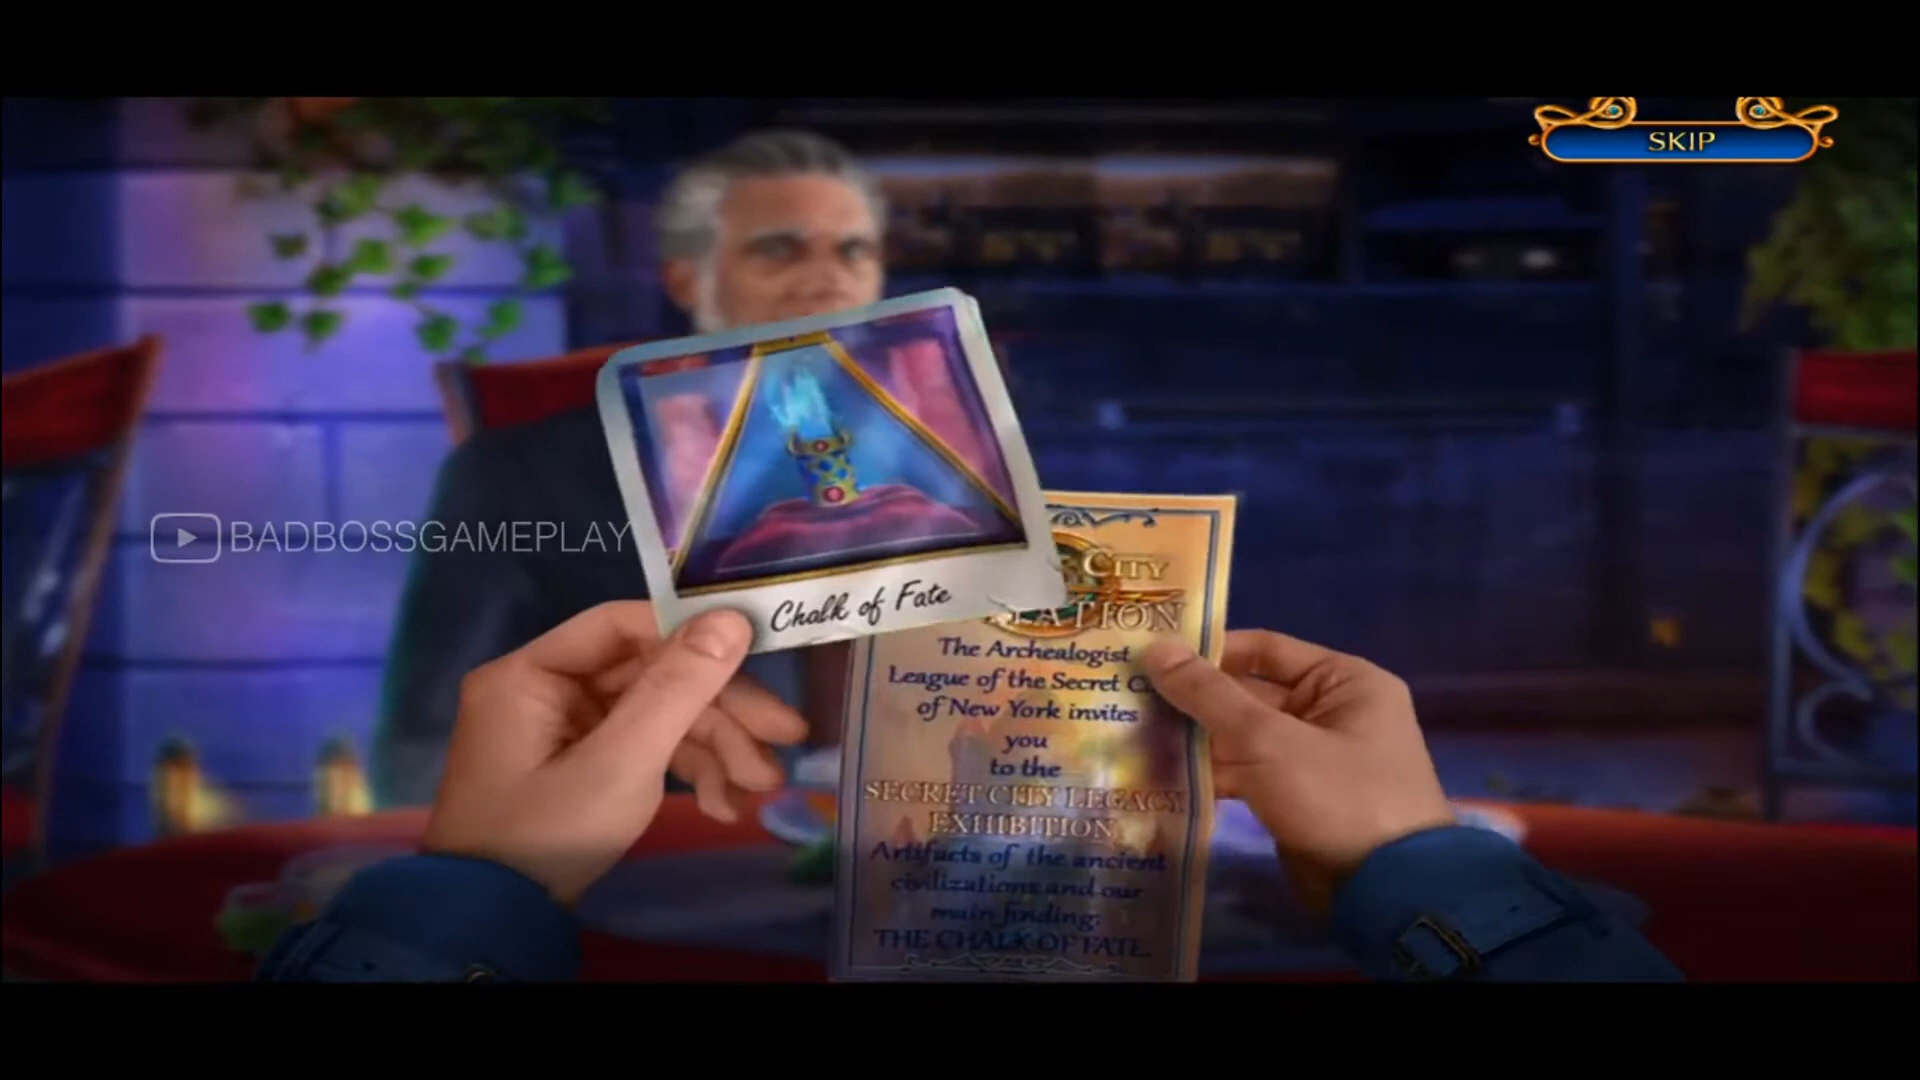 SKIP
BADBOSSGAMEPLAY
Chalk of Fate
CITY
The Archealogist
League of the Secret
of New York invites
you
to the
SECRET CITY LEGACY
EXHIBITION
Artifacts of the ancient
civilizations and our
main finding:
THE CHALK OF FATE.